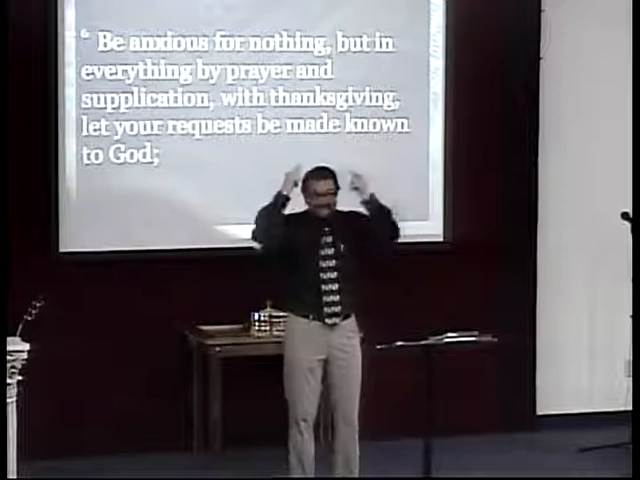 ⁶ Be anxious for nothing, but in
everything by prayer and
supplication, with thanksgiving,
let your requests be made known
to God;